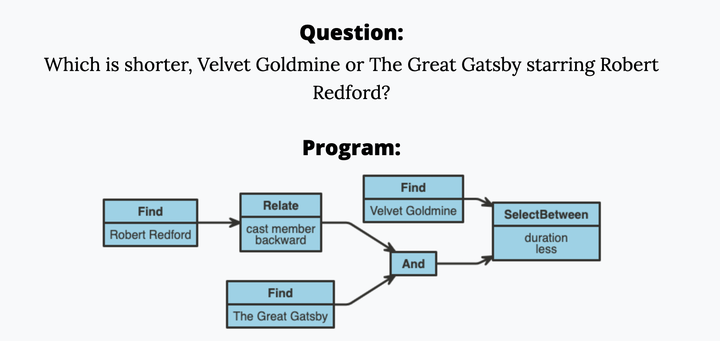 Question:
Which is shorter, Velvet Goldmine or The Great Gatsby starring Robert
Redford?
Program:
Find
Robert Redford
Relate
cast member
backward
Find
The Great Gatsby
Find
Velvet Goldmine
And
SelectBetween
duration
less